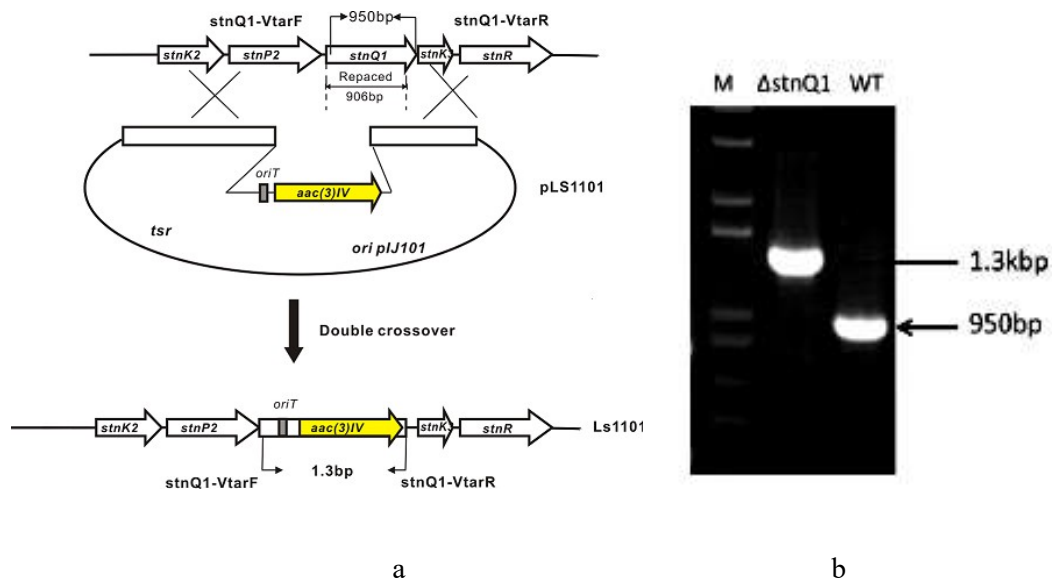 stnQ1-VtarF
950bp
stnQ1-VtarR
stnK2
stnP2
stnQ1
stnK3
stnR
Repaced
906bp
oriT
aac(3)IV
pLS1101
tsr
ori pIJ101
Double crossover
oriT
stnK2
stnP2
aac(3)IV
stnK3
stnR
Ls1101
stnQ1-VtarF
1.3bp
stnQ1-VtarR
a
M
ΔstnQ1
WT
1.3kbp
950bp
b